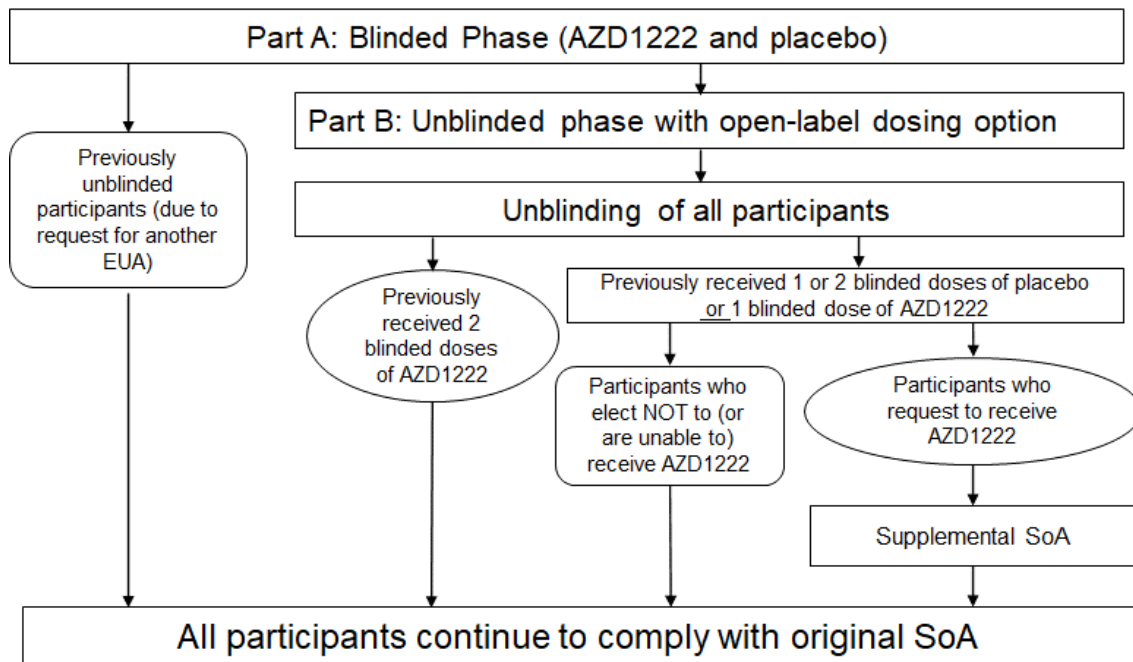 Part A: Blinded Phase (AZD1222 and placebo)
Part B: Unblinded phase with open-label dosing option
Previously
unblinded
participants (due to
request for another
EUA)
Unblinding of all participants
Previously
received 2
blinded doses
of AZD1222
Previously received 1 or 2 blinded doses of placebo
or 1 blinded dose of AZD1222
Participants who
elect NOT to (or
are unable to)
receive AZD1222
Participants who
request to receive
AZD1222
Supplemental SoA
All participants continue to comply with original SoA